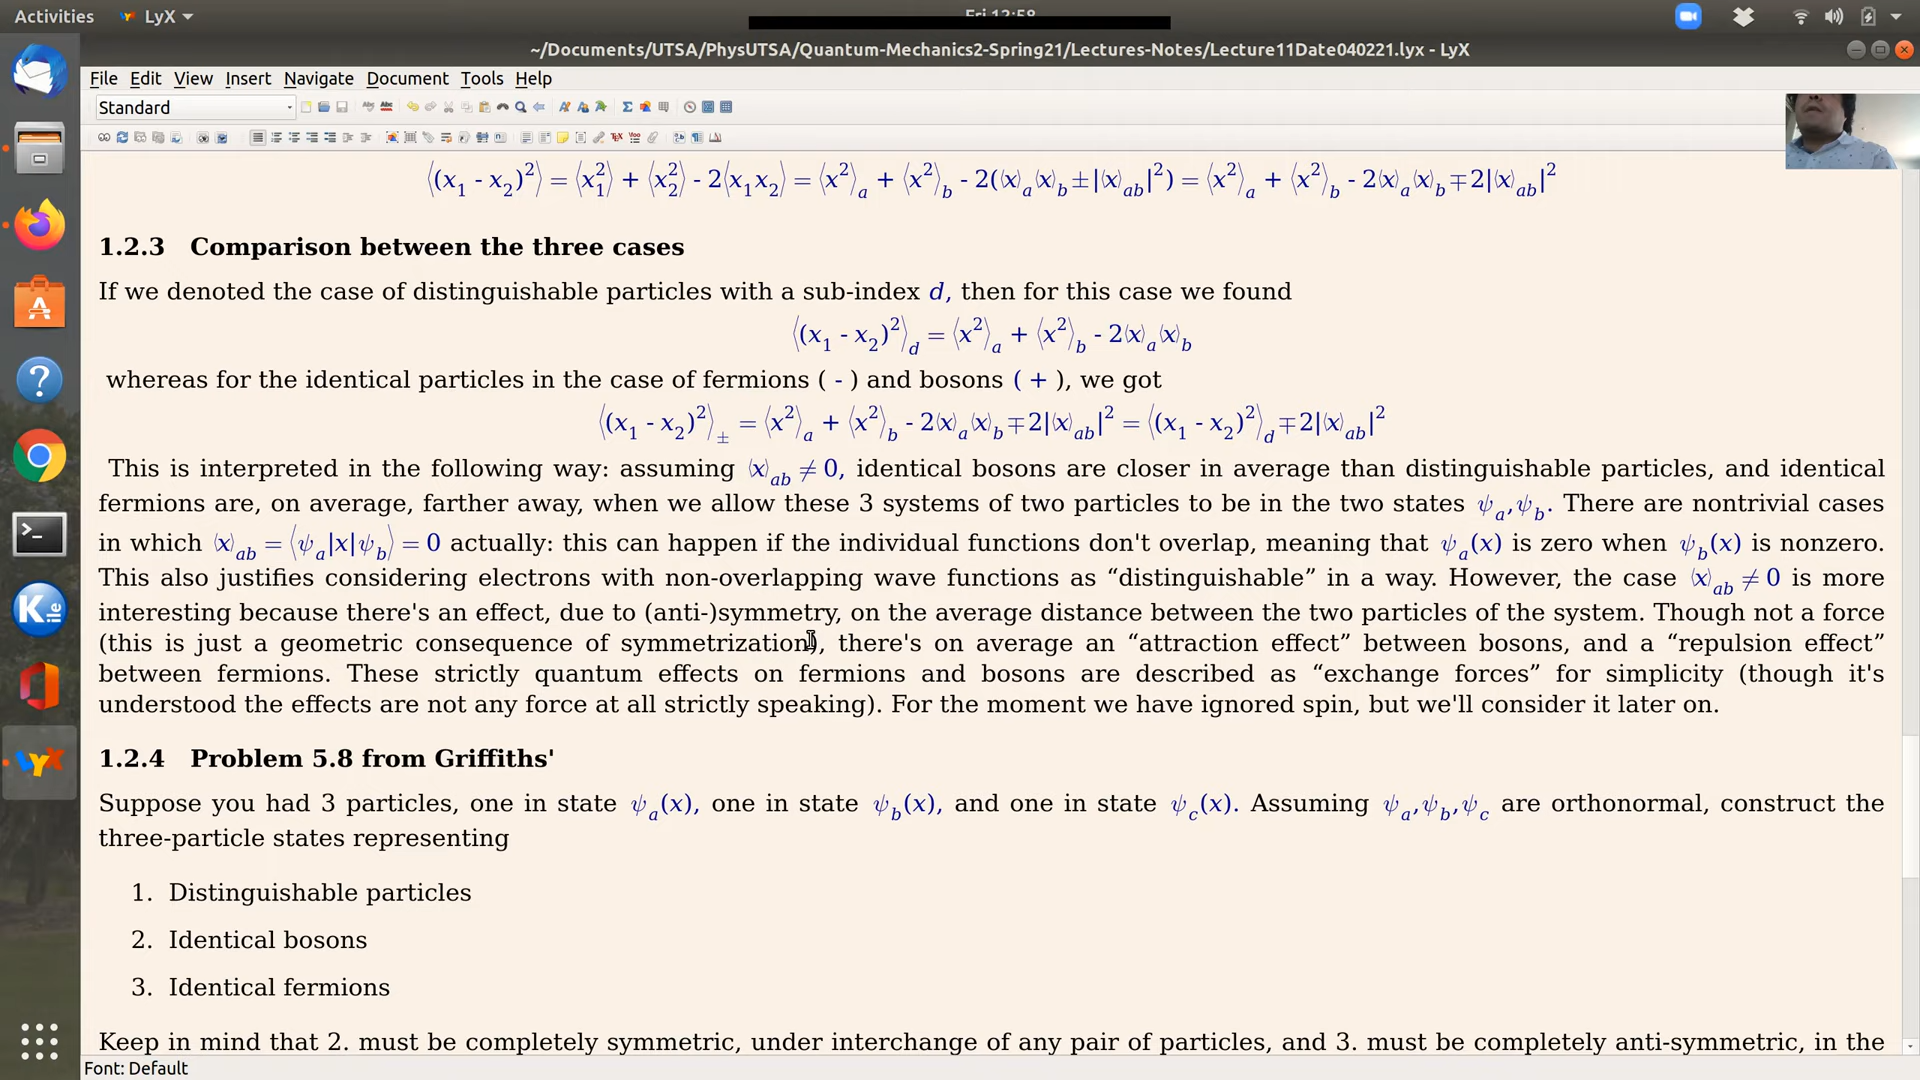 Activities LyX
~/Documents/UTSA/PhysUTSA/Quantum-Mechanics2-Spring21/Lectures-Notes/Lecture11Date040221.lyx - LyX
File Edit View Insert Navigate Document Tools Help
Standard
⟨(x₁ - x₂)²⟩ = ⟨x₁²⟩ + ⟨x₂²⟩ - 2⟨x₁x₂⟩ = ⟨x²⟩_a + ⟨x²⟩_b - 2(⟨x⟩_a⟨x⟩_b ± |⟨x⟩_ab|²) = ⟨x²⟩_a + ⟨x²⟩_b - 2⟨x⟩_a⟨x⟩_b ∓ 2|⟨x⟩_ab|²
1.2.3 Comparison between the three cases
If we denoted the case of distinguishable particles with a sub-index d, then for this case we found
⟨(x₁ - x₂)²⟩_d = ⟨x²⟩_a + ⟨x²⟩_b - 2⟨x⟩_a⟨x⟩_b
whereas for the identical particles in the case of fermions ( - ) and bosons ( + ), we got
⟨(x₁ - x₂)²⟩_± = ⟨x²⟩_a + ⟨x²⟩_b - 2⟨x⟩_a⟨x⟩_b ∓ 2|⟨x⟩_ab|² = ⟨(x₁ - x₂)²⟩_d ∓ 2|⟨x⟩_ab|²
This is interpreted in the following way: assuming ⟨x⟩_ab ≠ 0, identical bosons are closer in average than distinguishable particles, and identical
fermions are, on average, farther away, when we allow these 3 systems of two particles to be in the two states ψ_a,ψ_b. There are nontrivial cases
in which ⟨x⟩_ab = ⟨ψ_a|x|ψ_b⟩ = 0 actually: this can happen if the individual functions don't overlap, meaning that ψ_a(x) is zero when ψ_b(x) is nonzero.
This also justifies considering electrons with non-overlapping wave functions as “distinguishable” in a way. However, the case ⟨x⟩_ab ≠ 0 is more
interesting because there's an effect, due to (anti-)symmetry, on the average distance between the two particles of the system. Though not a force
(this is just a geometric consequence of symmetrization), there's on average an “attraction effect” between bosons, and a “repulsion effect”
between fermions. These strictly quantum effects on fermions and bosons are described as “exchange forces” for simplicity (though it's
understood the effects are not any force at all strictly speaking). For the moment we have ignored spin, but we'll consider it later on.
1.2.4 Problem 5.8 from Griffiths'
Suppose you had 3 particles, one in state ψ_a(x), one in state ψ_b(x), and one in state ψ_c(x). Assuming ψ_a,ψ_b,ψ_c are orthonormal, construct the
three-particle states representing
1. Distinguishable particles
2. Identical bosons
3. Identical fermions
Keep in mind that 2. must be completely symmetric, under interchange of any pair of particles, and 3. must be completely anti-symmetric, in the
Font: Default